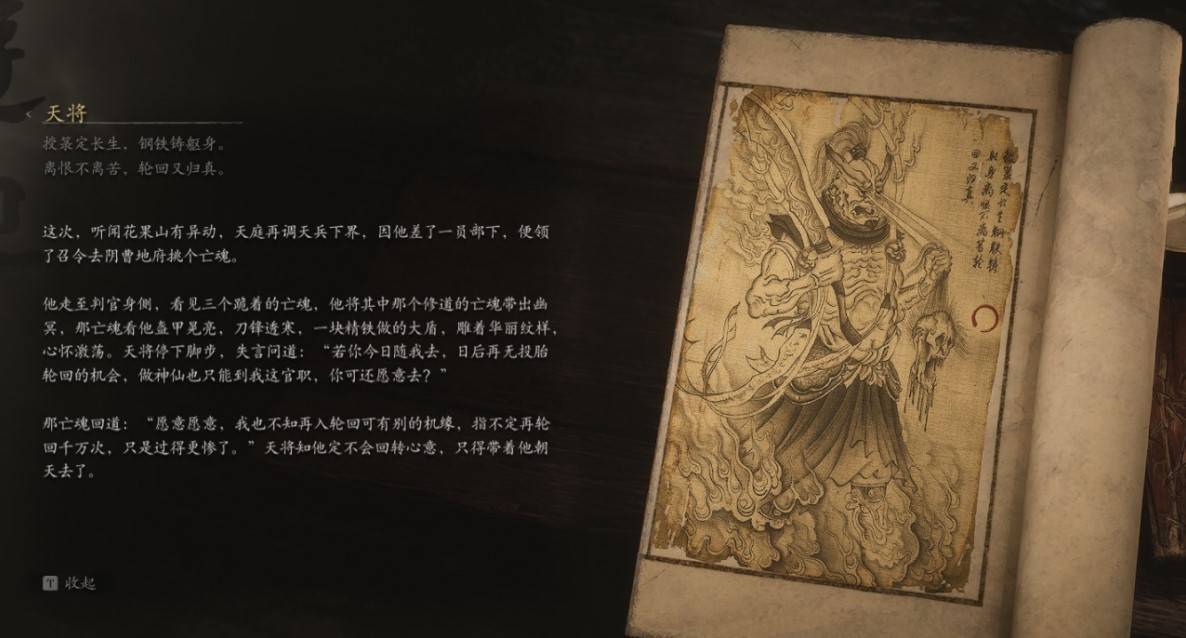 天将
授箓定长生，钢铁铸躯身。
离恨不离苦，轮回又归真。
这次，听闻花果山有异动，天庭再调天兵下界，因他差了一员部下，便领
了召令去阴曹地府挑个亡魂。
他走至判官身侧，看见三个跪着的亡魂，他将其中那个修道的亡魂带出幽
冥，那亡魂看他盔甲晃亮，刀锋透寒，一块精铁做的大盾，雕着华丽纹样，
心怀激荡。天将停下脚步，失言问道：“若你今日随我去，日后再无投胎
轮回的机会，做神仙也只能到我这官职，你可还愿意去？”
那亡魂回道：“愿意愿意，我也不知再入轮回可有别的机缘，指不定再轮
回千万次，只是过得更惨了。”天将知他定不会回转心意，只得带着他朝
天去了。
T 收起